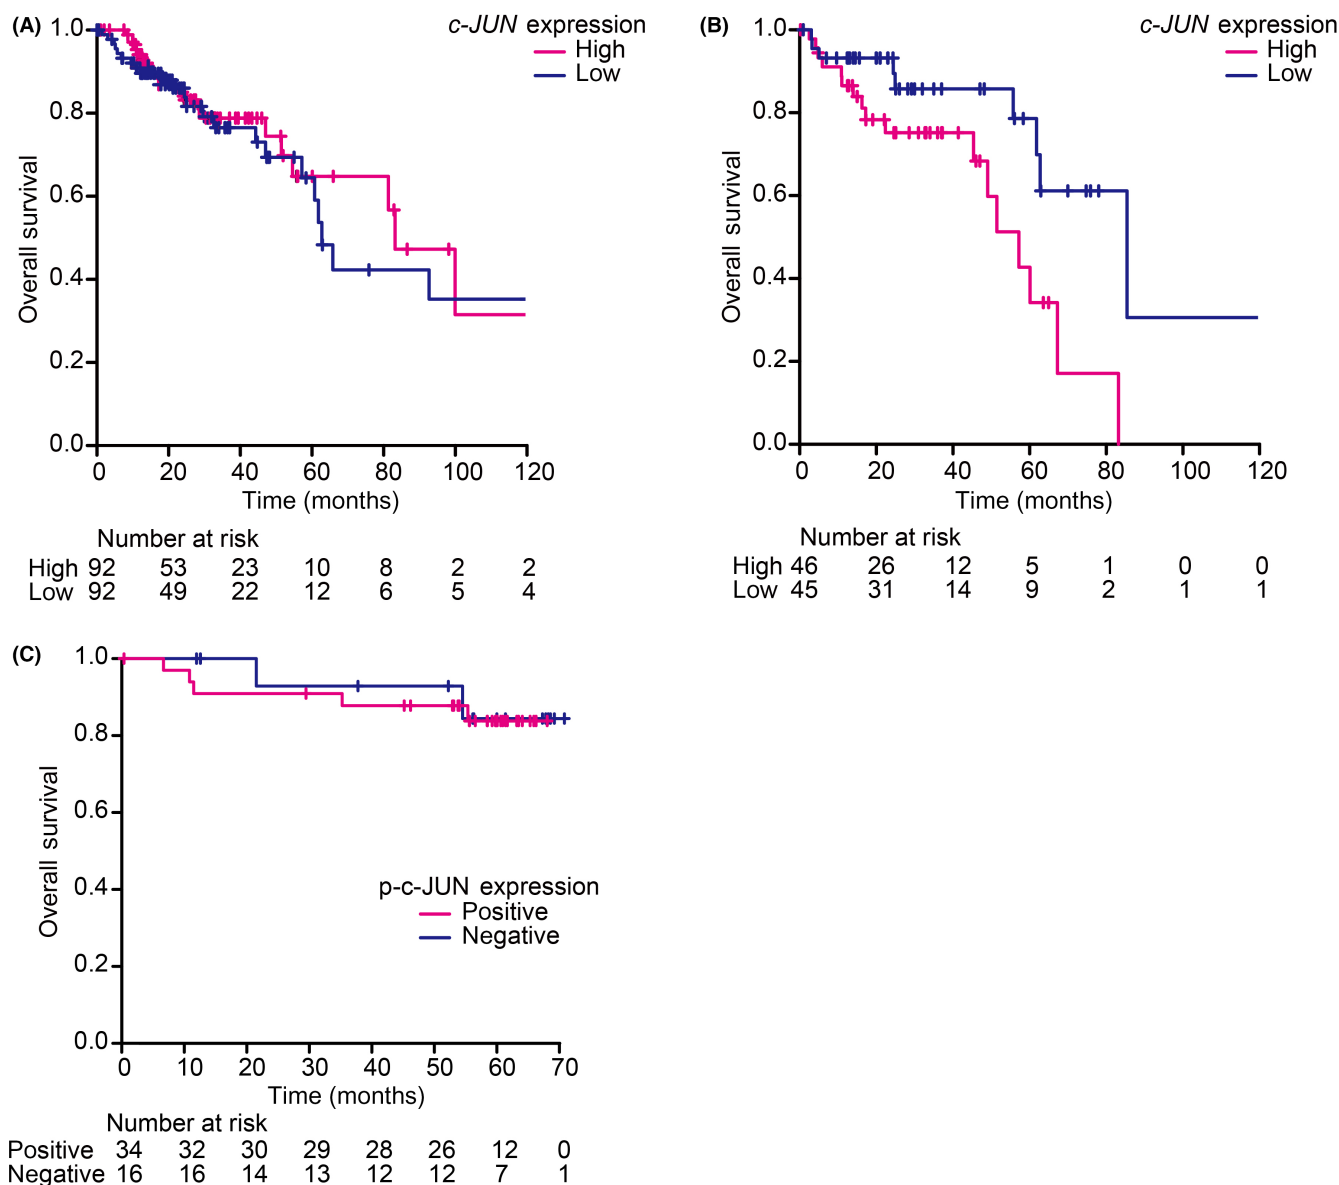 (A)
c-JUN expression
High
Low
Overall survival
1.0
0.8
0.6
0.4
0.2
0.0
0 20 40 60 80 100 120
Time (months)
Number at risk
High 92 53 23 10 8 2 2
Low 92 49 22 12 6 5 4
(B)
c-JUN expression
High
Low
Overall survival
1.0
0.8
0.6
0.4
0.2
0.0
0 20 40 60 80 100 120
Time (months)
Number at risk
High 46 26 12 5 1 0 0
Low 45 31 14 9 2 1 1
(C)
Overall survival
1.0
0.8
0.6
0.4
0.2
0.0
p-c-JUN expression
Positive
Negative
0 10 20 30 40 50 60 70
Time (months)
Number at risk
Positive 34 32 30 29 28 26 12 0
Negative 16 16 14 13 12 12 7 1